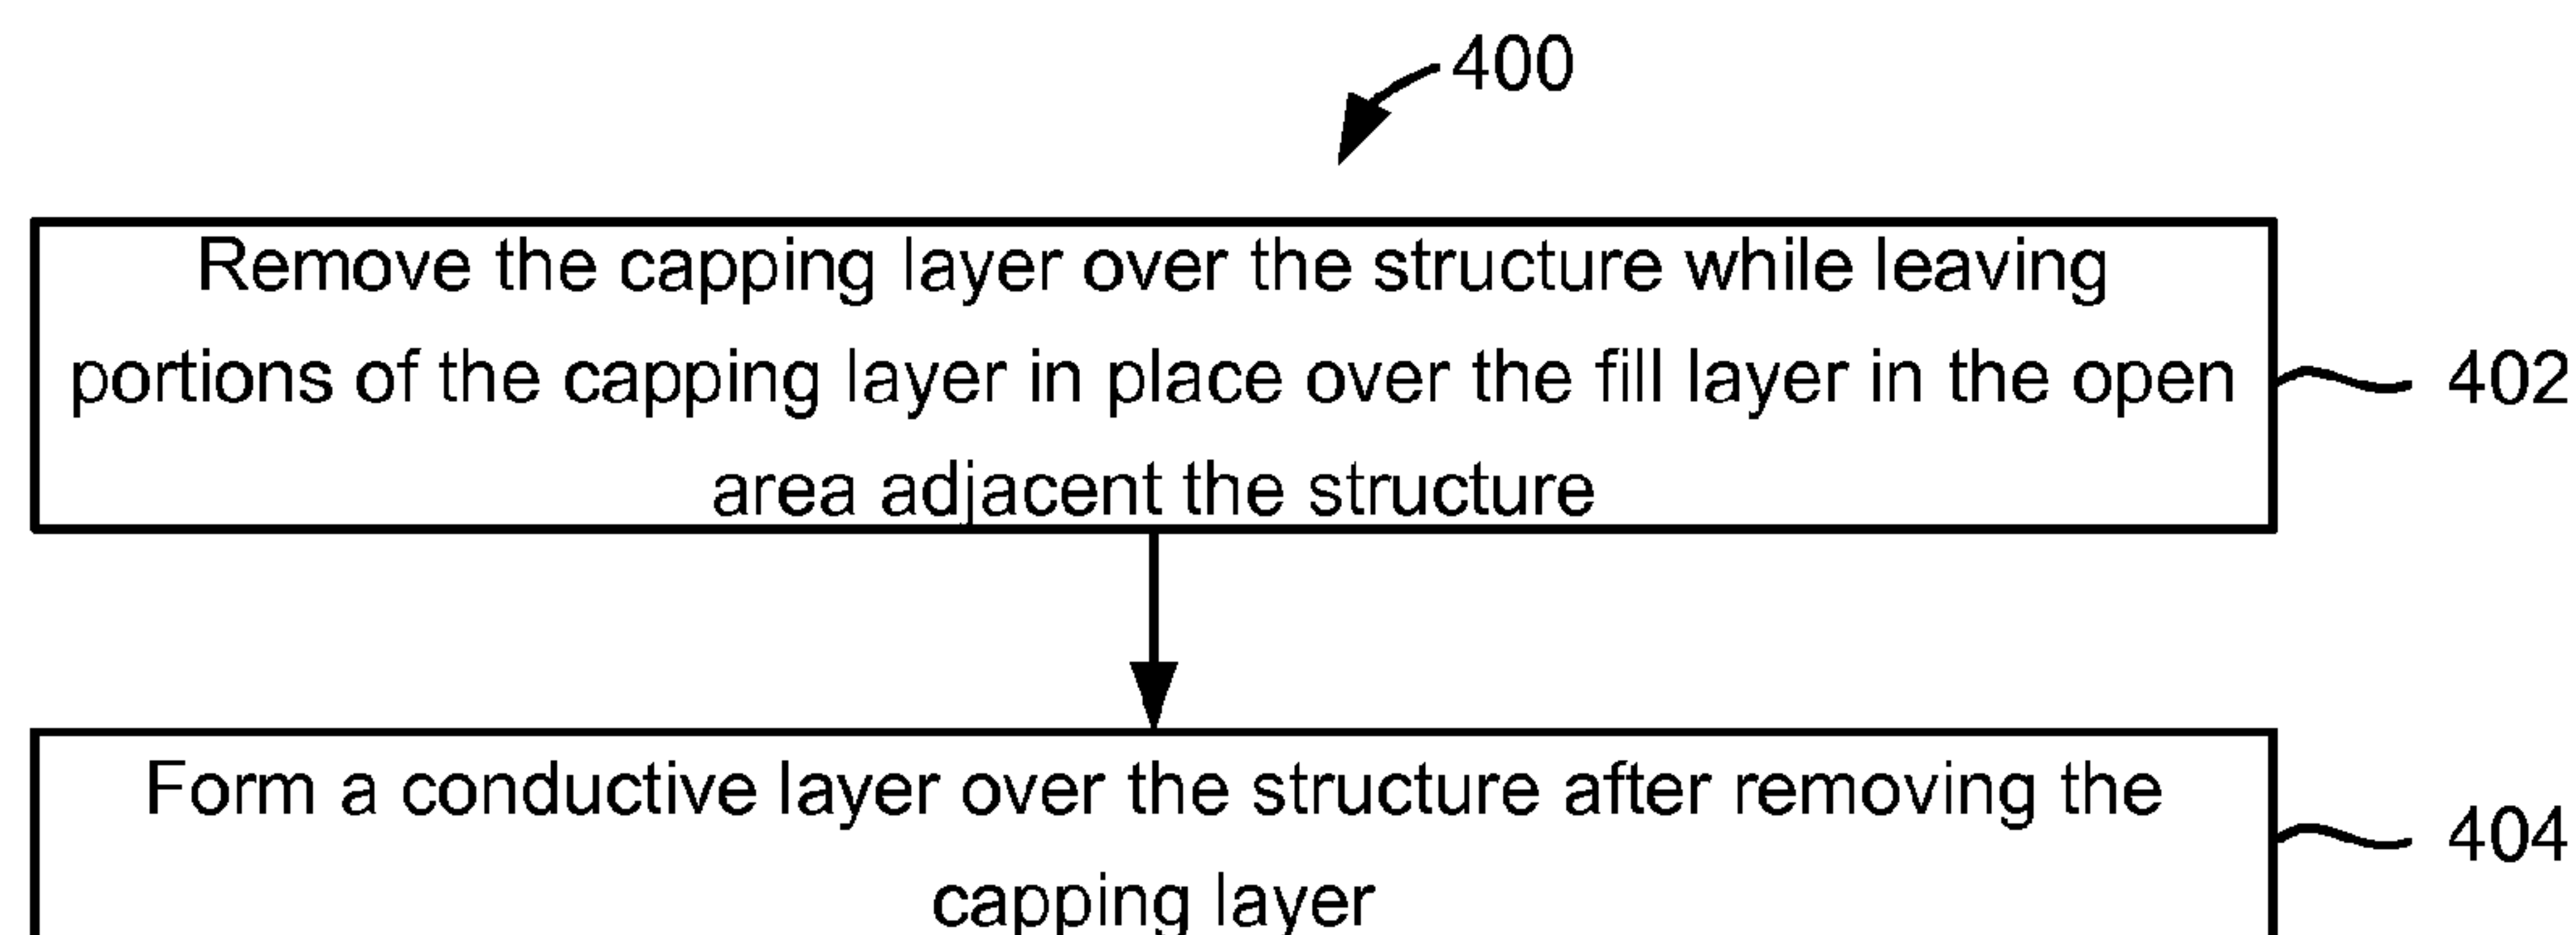 400
Remove the capping layer over the structure while leaving
portions of the capping layer in place over the fill layer in the open
area adjacent the structure
402
Form a conductive layer over the structure after removing the
capping layer
404